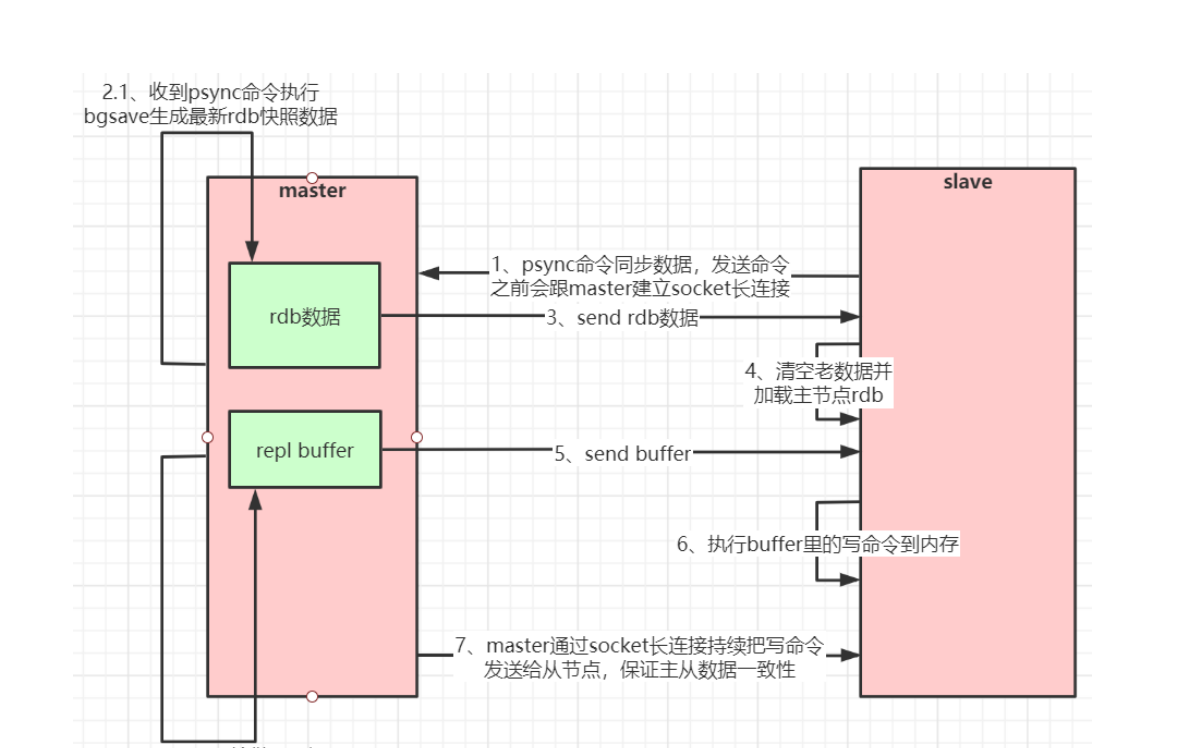 2.1、收到psync命令执行
bgsave生成最新rdb快照数据
master
slave
1、psync命令同步数据，发送命令
之前会跟master建立socket长连接
rdb数据
3、send rdb数据
4、清空老数据并
加载主节点rdb
repl buffer
5、send buffer
6、执行buffer里的写命令到内存
7、master通过socket长连接持续把写命令
发送给从节点，保证主从数据一致性